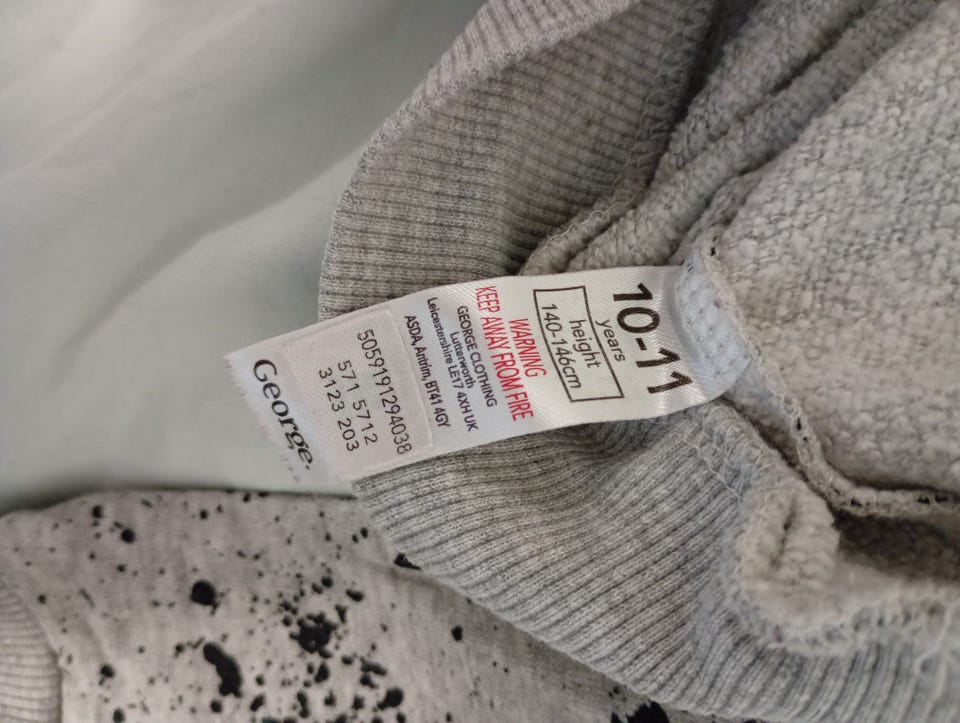 10-11
years
height
140-146cm
WARNING
KEEP AWAY FROM FIRE
GEORGE CLOTHING
Lutterworth
Leicestershire LE17 4XH UK
ASDA, Antrim, BT41 4GY
5059191294038
571 5712
3123 203
George.